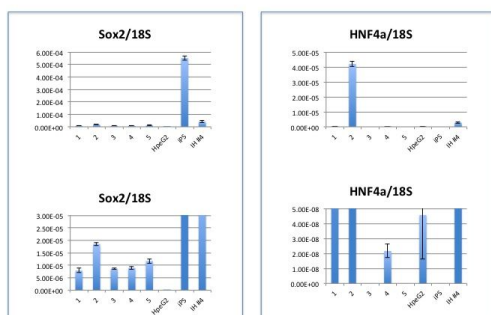 Sox2/18S
6.00E-04
5.00E-04
4.00E-04
3.00E-04
2.00E-04
1.00E-04
0.00E+00
1 2 3 4 5 HpeG2 iPS IH #4
HNF4a/18S
5.00E-05
4.00E-05
3.00E-05
2.00E-05
1.00E-05
0.00E+00
1 2 3 4 5 HpeG2 iPS IH #4
Sox2/18S
3.00E-05
2.50E-05
2.00E-05
1.50E-05
1.00E-05
5.00E-06
0.00E+00
1 2 3 4 5 HpeG2 iPS IH #4
HNF4a/18S
5.00E-08
4.00E-08
3.00E-08
2.00E-08
1.00E-08
0.00E+00
1 2 3 4 5 HpeG2 iPS IH #4